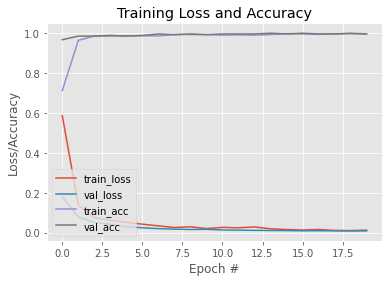 Training Loss and Accuracy
1.0
0.8
0.6
0.4
0.2
0.0
Loss/Accuracy
train_loss
val_loss
train_acc
val_acc
0.0 2.5 5.0 7.5 10.0 12.5 15.0 17.5
Epoch #